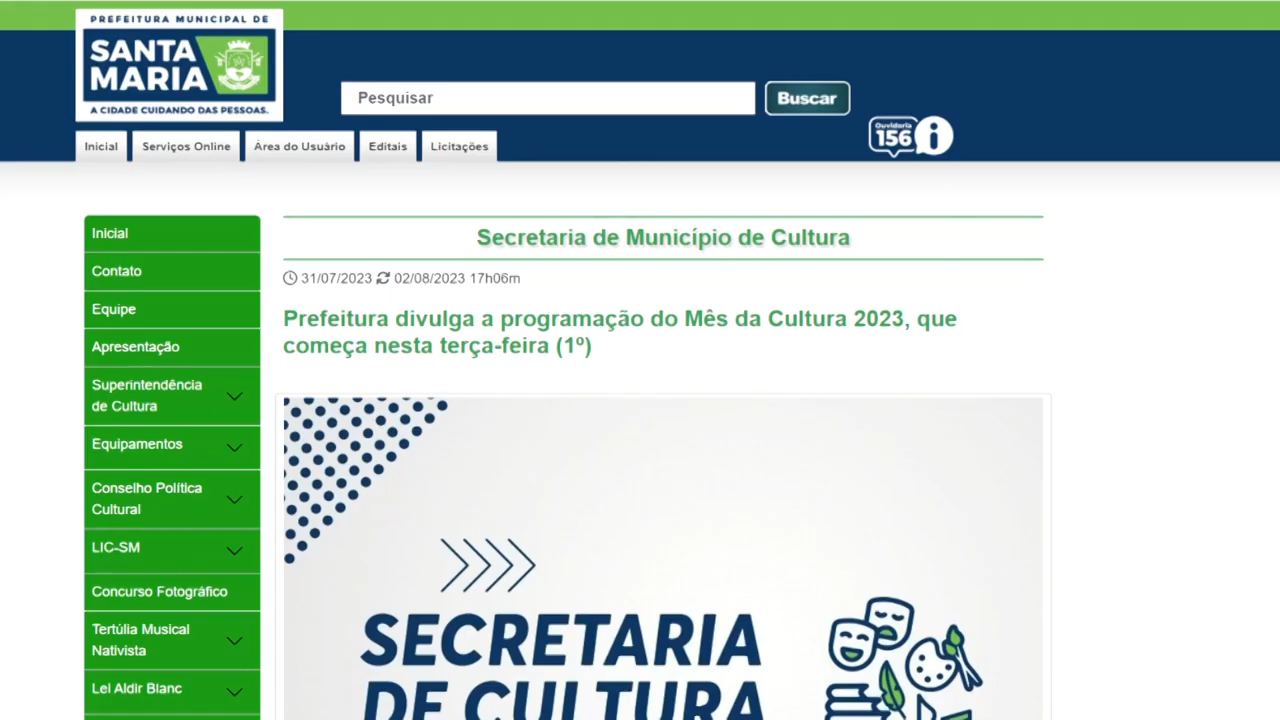 PREFEITURA MUNICIPAL DE
SANTA
MARIA
A CIDADE CUIDANDO DAS PESSOAS.
Pesquisar
Buscar
Ouvidoria
156
Inicial
Serviços Online
Área do Usuário
Editais
Licitações
Inicial
Contato
Equipe
Apresentação
Superintendência
de Cultura
Equipamentos
Conselho Política
Cultural
LIC-SM
Concurso Fotográfico
Tertúlia Musical
Nativista
Lei Aldir Blanc
Secretaria de Município de Cultura
31/07/2023 02/08/2023 17h06m
Prefeitura divulga a programação do Mês da Cultura 2023, que
começa nesta terça-feira (1º)
SECRETARIA
DE CULTURA